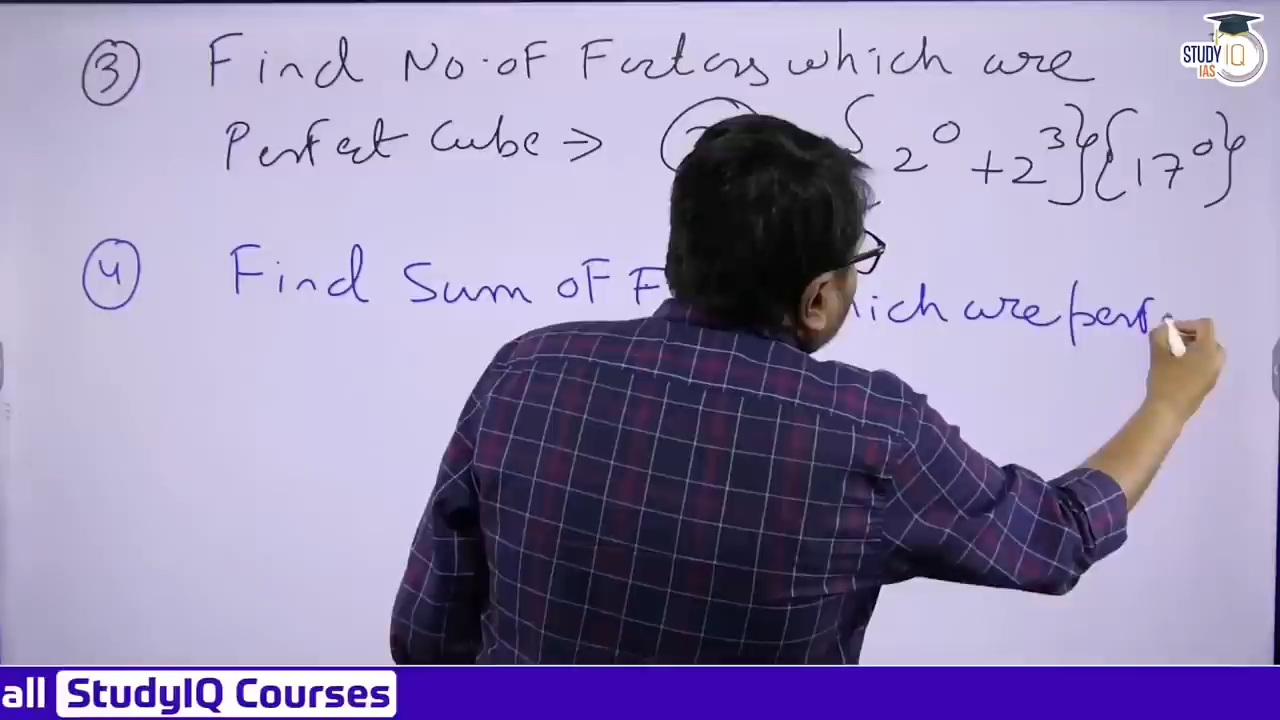 ③ Find No. of Factors which are
Perfect Cube → { 2⁰ + 2³} {17⁰}
④ Find Sum of F hich are perf
STUDY IQ
IAS
all StudyIQ Courses